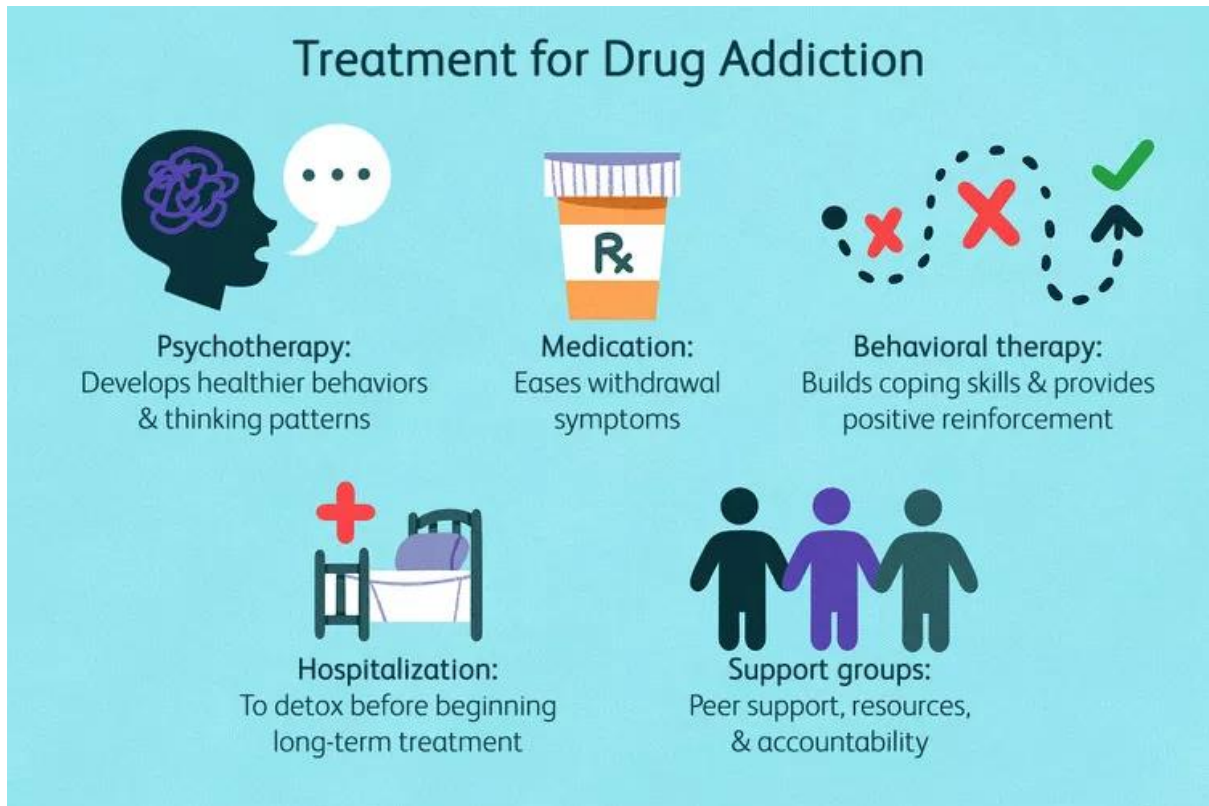 Treatment for Drug Addiction
...
Rx
Psychotherapy:
Develops healthier behaviors
& thinking patterns
Medication:
Eases withdrawal
symptoms
Behavioral therapy:
Builds coping skills & provides
positive reinforcement
Hospitalization:
To detox before beginning
long-term treatment
Support groups:
Peer support, resources,
& accountability